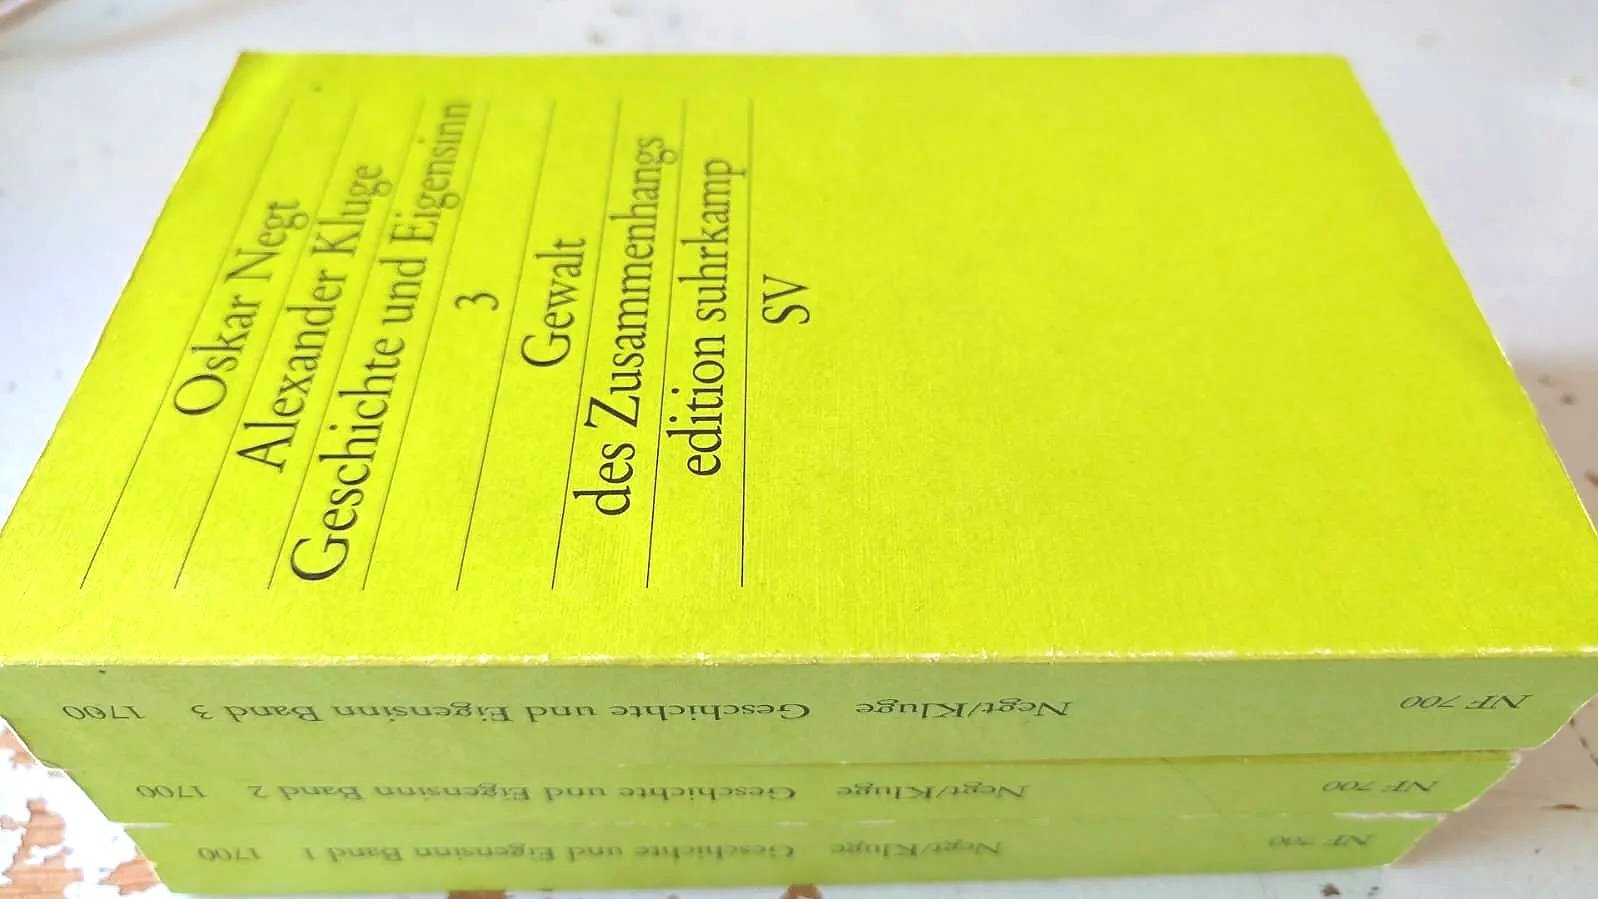 Oskar Negt
Alexander Kluge
Geschichte und Eigensinn
3
Gewalt
des Zusammenhangs
edition suhrkamp
SV
NF 700 Negt/Kluge Geschichte und Eigensinn Band 3 1700
NF 700 Negt/Kluge Geschichte und Eigensinn Band 2 1700
NF 700 Negt/Kluge Geschichte und Eigensinn Band 1 1700